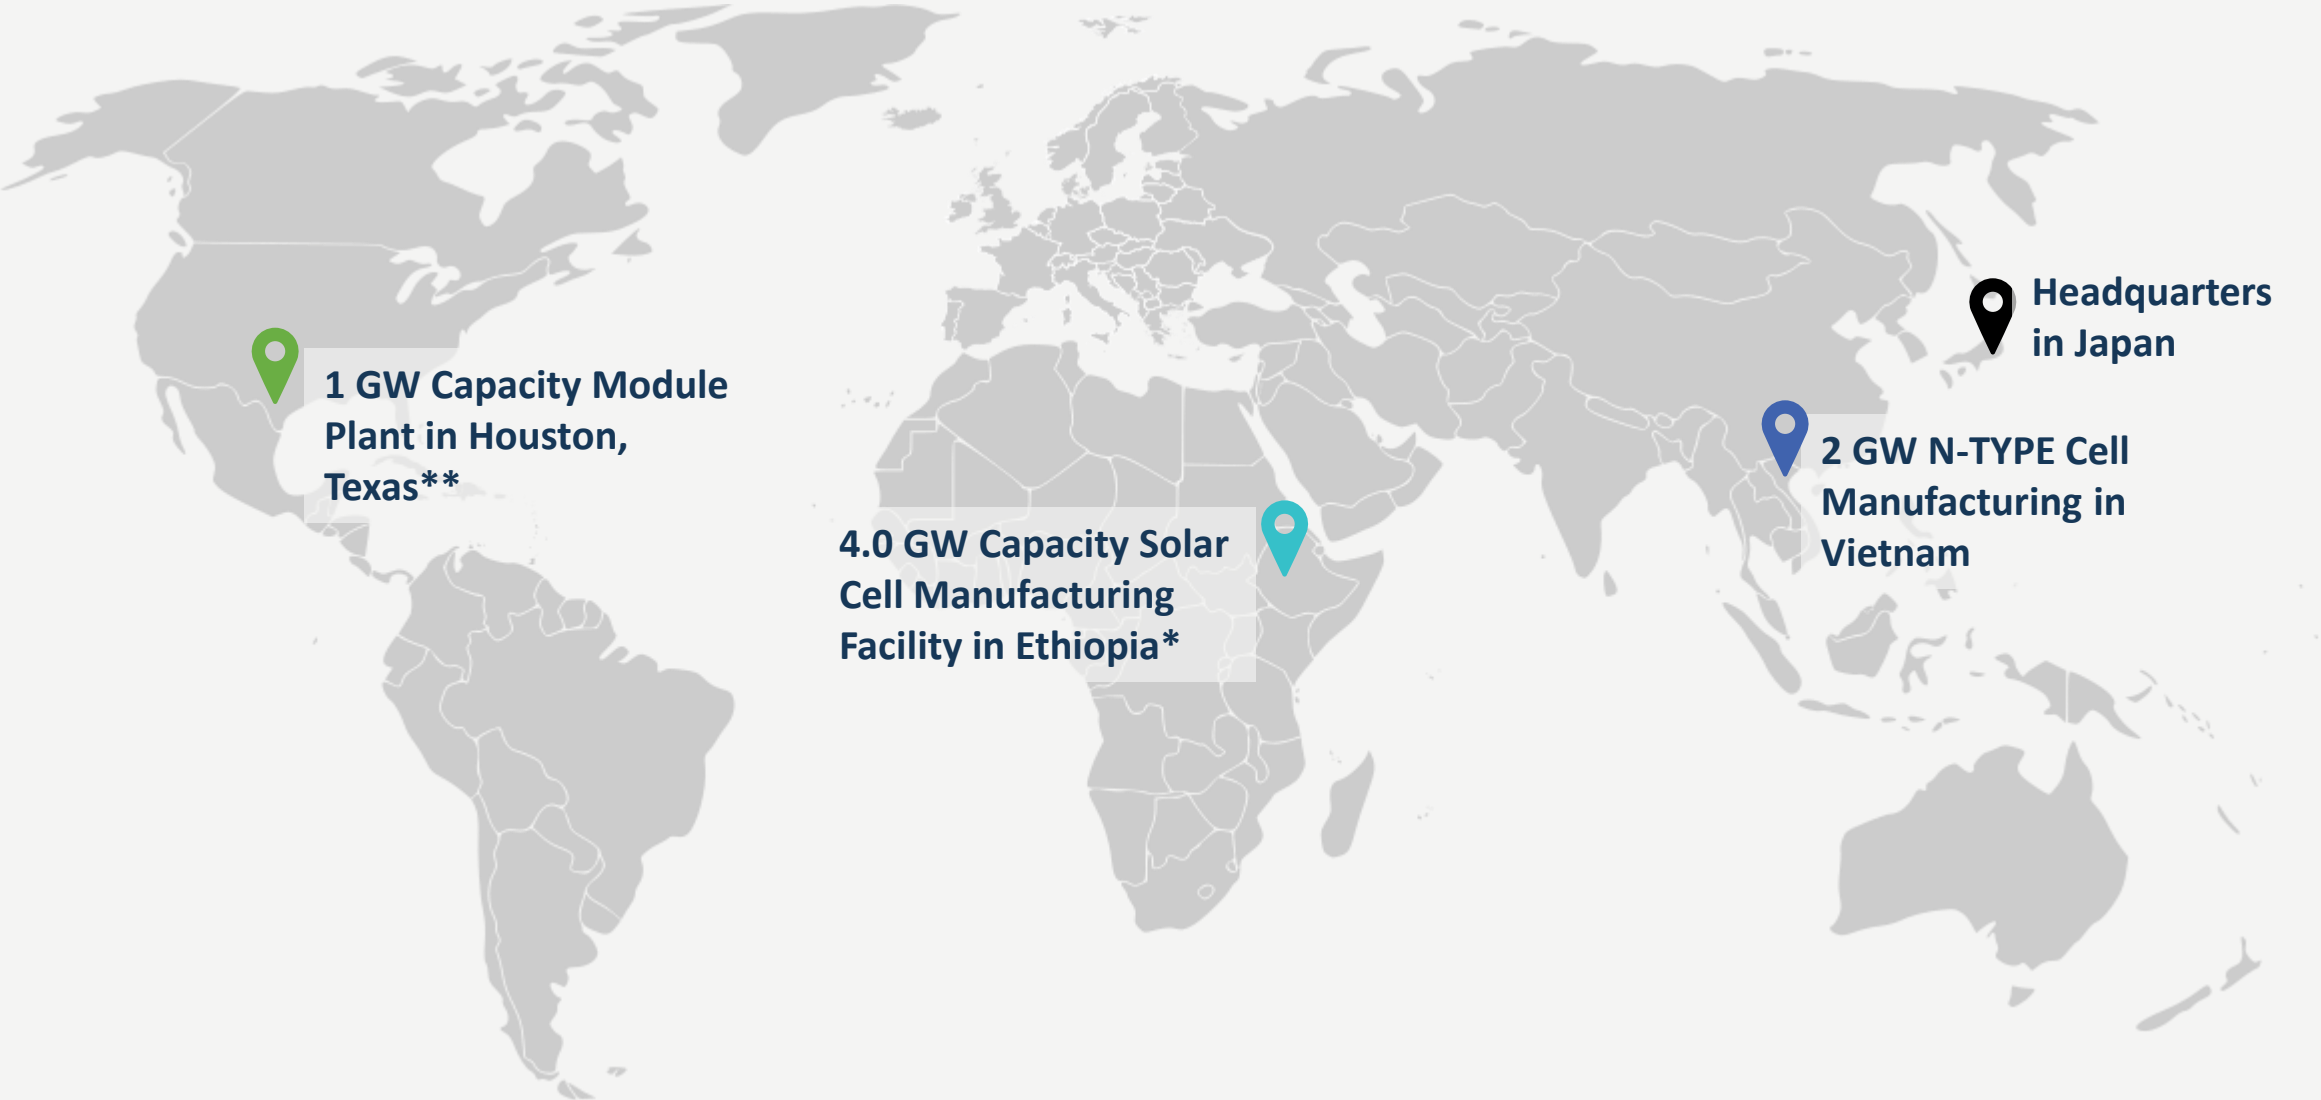 Headquarters
in Japan
1 GW Capacity Module
Plant in Houston,
Texas**
2 GW N-TYPE Cell
Manufacturing in
Vietnam
4.0 GW Capacity Solar
Cell Manufacturing
Facility in Ethiopia*